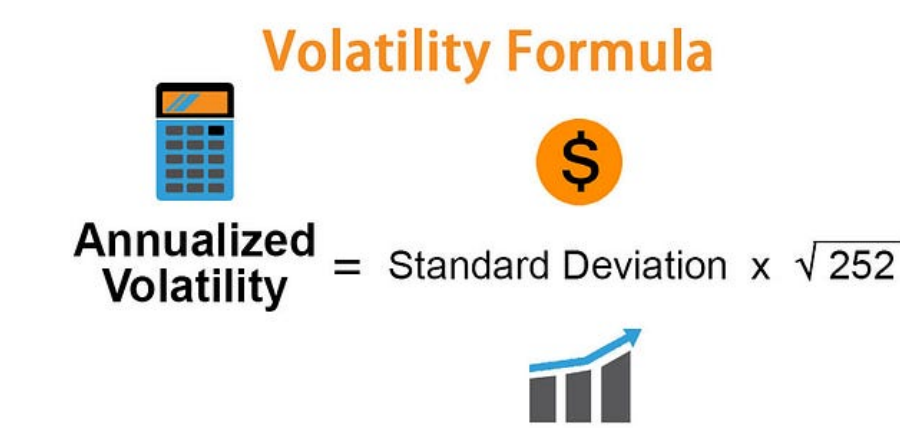 Volatility Formula
$
Annualized
Volatility
= Standard Deviation x √252